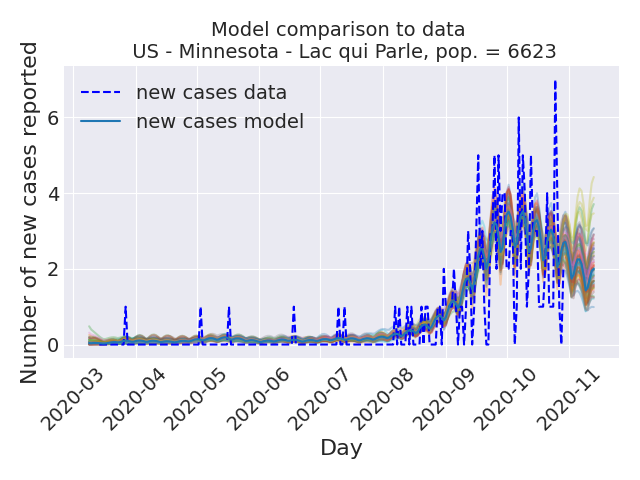 Model comparison to data
US - Minnesota - Lac qui Parle, pop. = 6623
Number of new cases reported
new cases data
new cases model
6
4
2
0
2020-03
2020-04
2020-05
2020-06
2020-07
2020-08
2020-09
2020-10
2020-11
Day